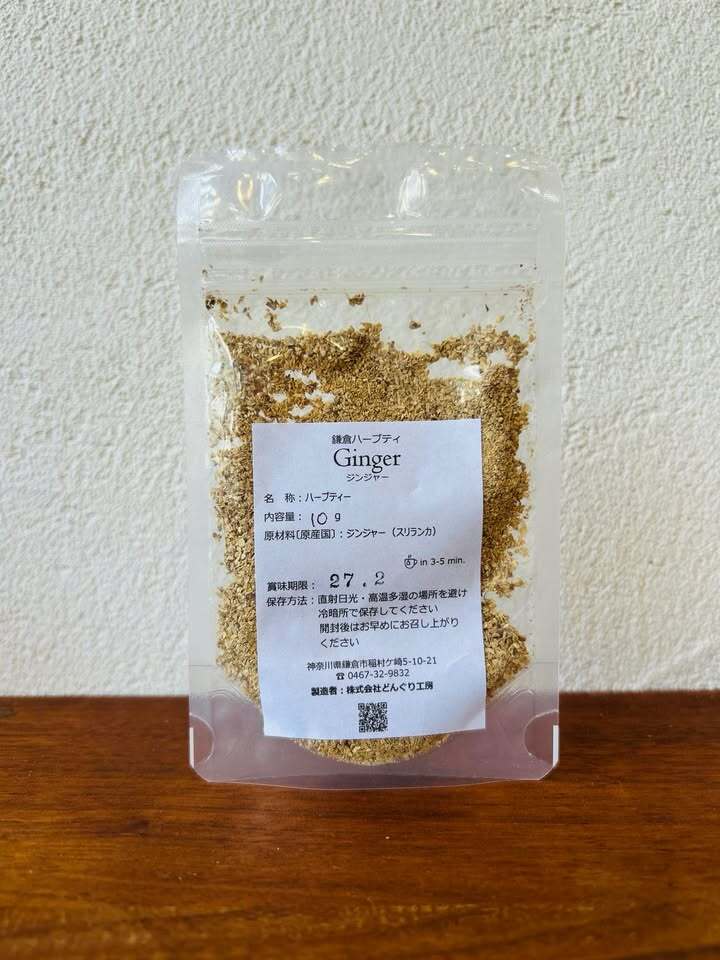 鎌倉ハーブティ
Ginger
ジンジャー
名　称：ハーブティー
内容量： 10 g
原材料〔原産国〕：ジンジャー（スリランカ）
in 3-5 min.
賞味期限： 27.2
保存方法：直射日光・高温多湿の場所を避け
冷暗所で保存してください
開封後はお早めにお召し上がり
ください
神奈川県鎌倉市稲村ケ崎5-10-21
☎ 0467-32-9832
製造者：株式会社どんぐり工房